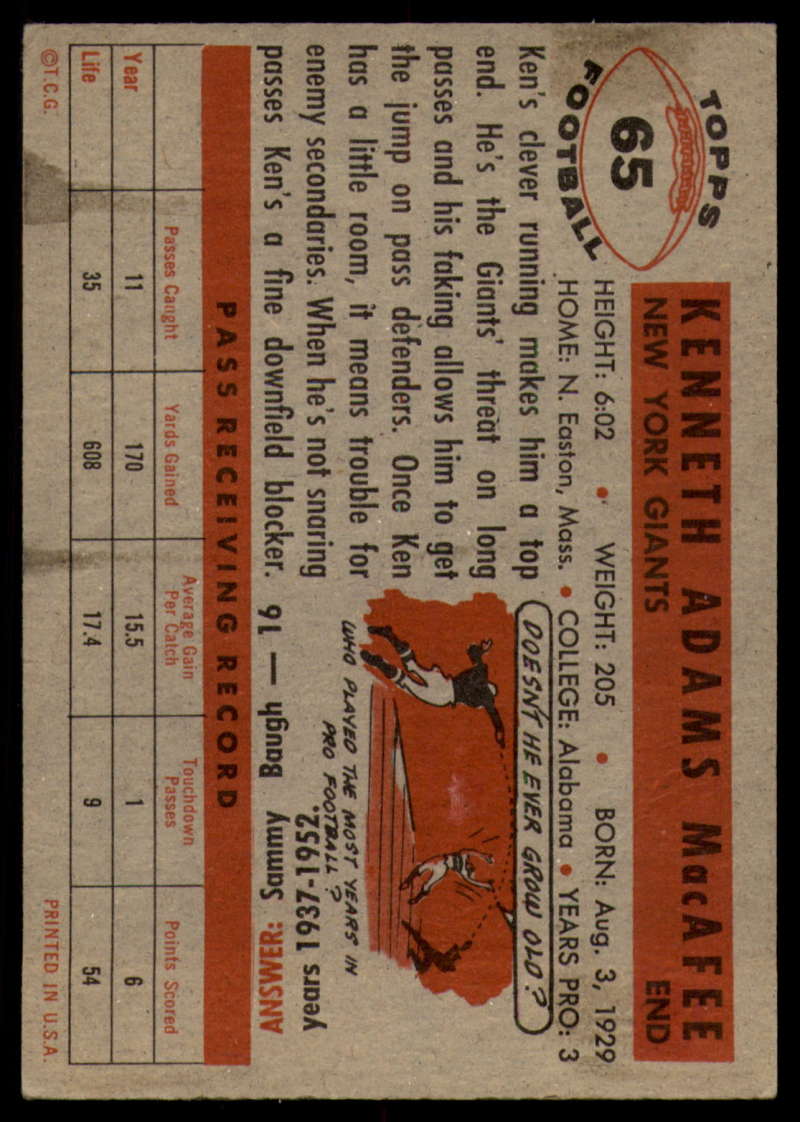 TOPPS
65
FOOTBALL
KENNETH ADAMS MacAFEE
NEW YORK GIANTS END
HEIGHT: 6:02 • WEIGHT: 205 • BORN: Aug. 3, 1929
HOME: N. Easton, Mass. • COLLEGE: Alabama • YEARS PRO: 3
Ken's clever running makes him a top
end. He's the Giants' threat on long
passes and his faking allows him to get
the jump on pass defenders. Once Ken
has a little room, it means trouble for
enemy secondaries. When he's not snaring
passes Ken's a fine downfield blocker.
DOESN'T HE EVER GROW OLD?
WHO PLAYED THE MOST YEARS IN
PRO FOOTBALL?
ANSWER: Sammy Baugh — 16
years 1937-1952.
PASS RECEIVING RECORD
Passes Caught Yards Gained Average Gain Per Catch Touchdown Passes Points Scored
Year 11 170 15.5 1 6
Life 35 608 17.4 9 54
©T.C.G. PRINTED IN U.S.A.